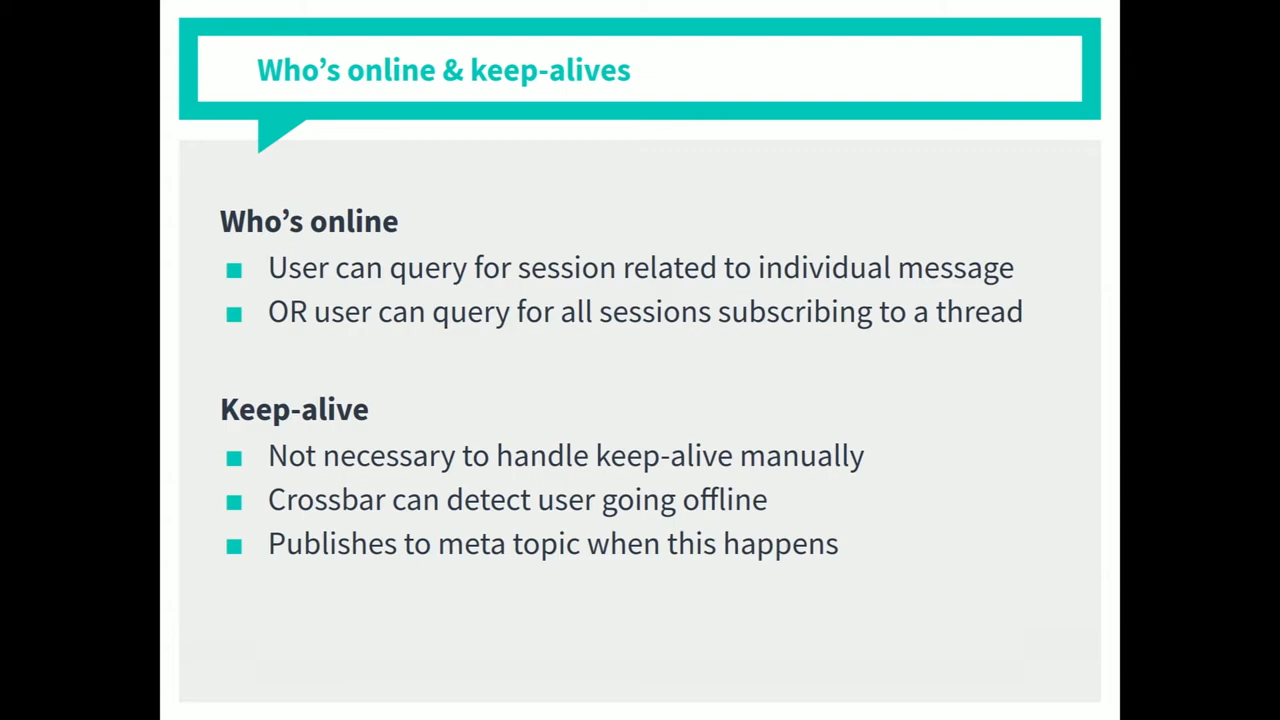 Who’s online & keep-alives
Who’s online
User can query for session related to individual message
OR user can query for all sessions subscribing to a thread
Keep-alive
Not necessary to handle keep-alive manually
Crossbar can detect user going offline
Publishes to meta topic when this happens